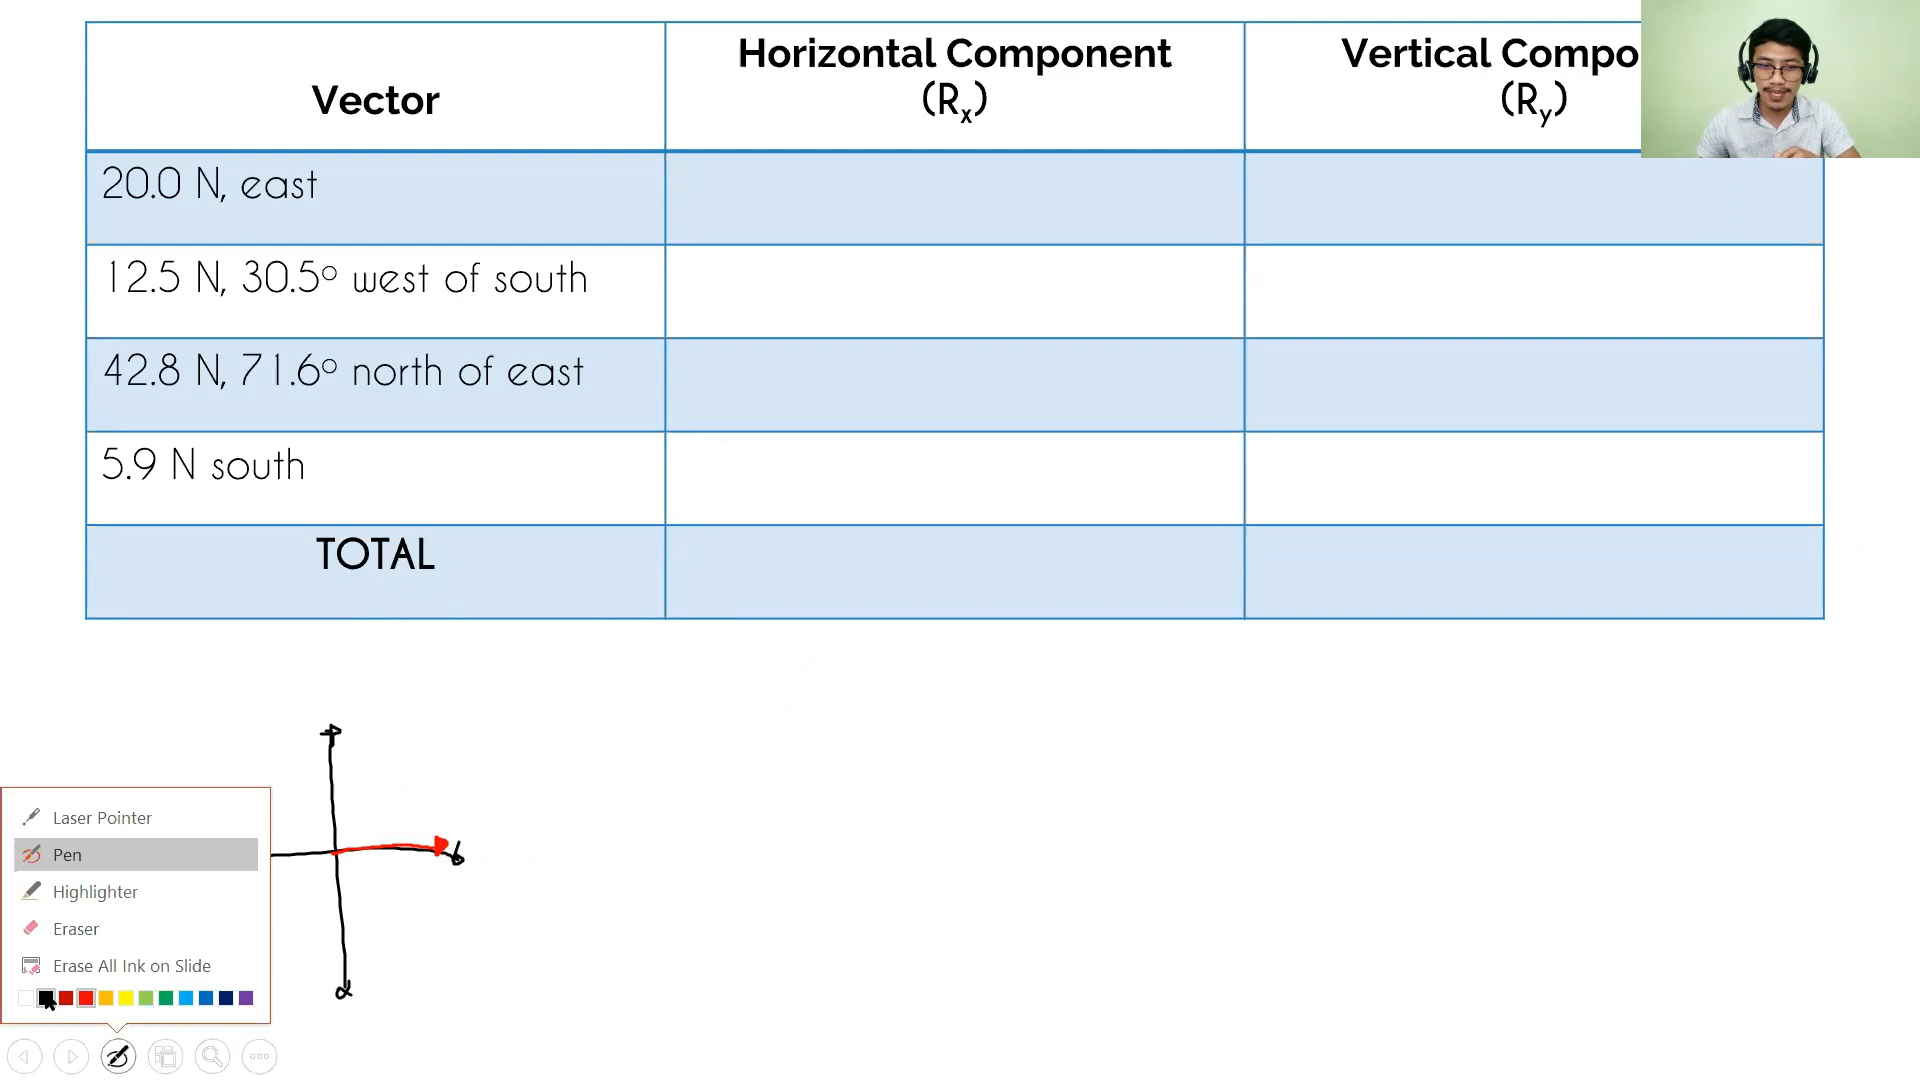 Vector
Horizontal Component
(Rx)
Vertical Compo
(Ry)
20.0 N, east
12.5 N, 30.5° west of south
42.8 N, 71.6° north of east
5.9 N south
TOTAL
Laser Pointer
Pen
Highlighter
Eraser
Erase All Ink on Slide